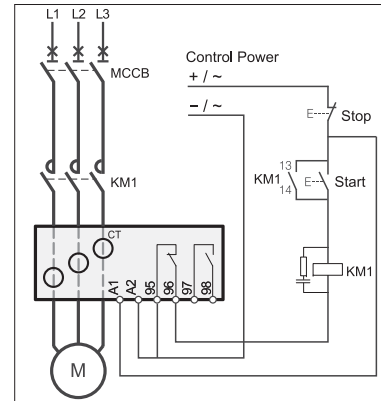 L1 L2 L3
Control Power
MCCB
+ / ~
– / ~
E Stop
KM1
13
14
KM1
E Start
CT
KM1
A1 A2 95 96 97 98
M